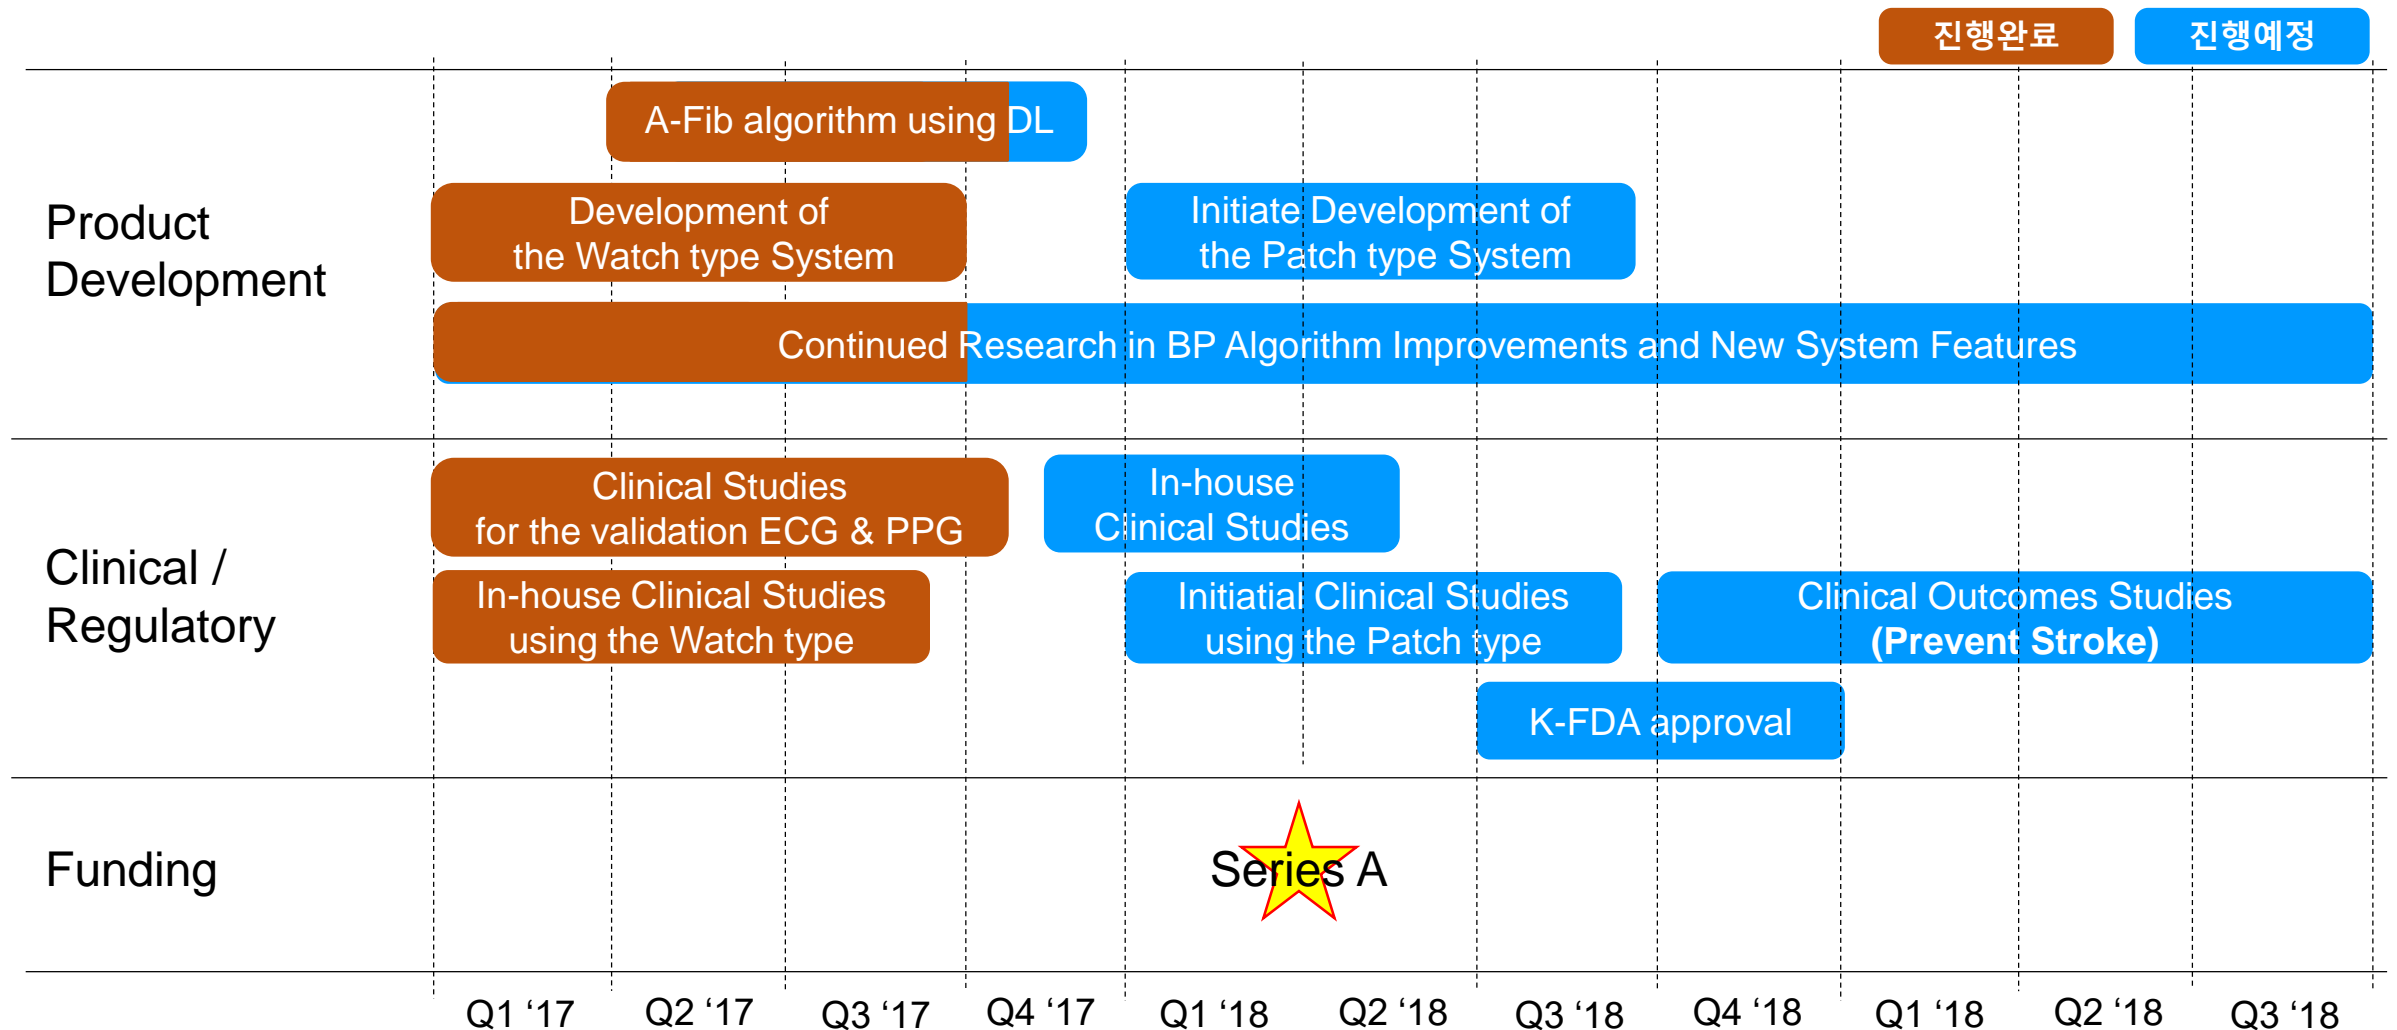 진행완료
진행예정
A-Fib algorithm using DL
Product
Development
Development of
the Watch type System
Initiate Development of
the Patch type System
Continued Research in BP Algorithm Improvements and New System Features
Clinical /
Regulatory
Clinical Studies
for the validation ECG & PPG
In-house
Clinical Studies
In-house Clinical Studies
using the Watch type
Initiatial Clinical Studies
using the Patch type
Clinical Outcomes Studies
(Prevent Stroke)
K-FDA approval
Funding
Series A
Q1 ‘17
Q2 ‘17
Q3 ‘17
Q4 ‘17
Q1 ‘18
Q2 ‘18
Q3 ‘18
Q4 ‘18
Q1 ‘18
Q2 ‘18
Q3 ‘18